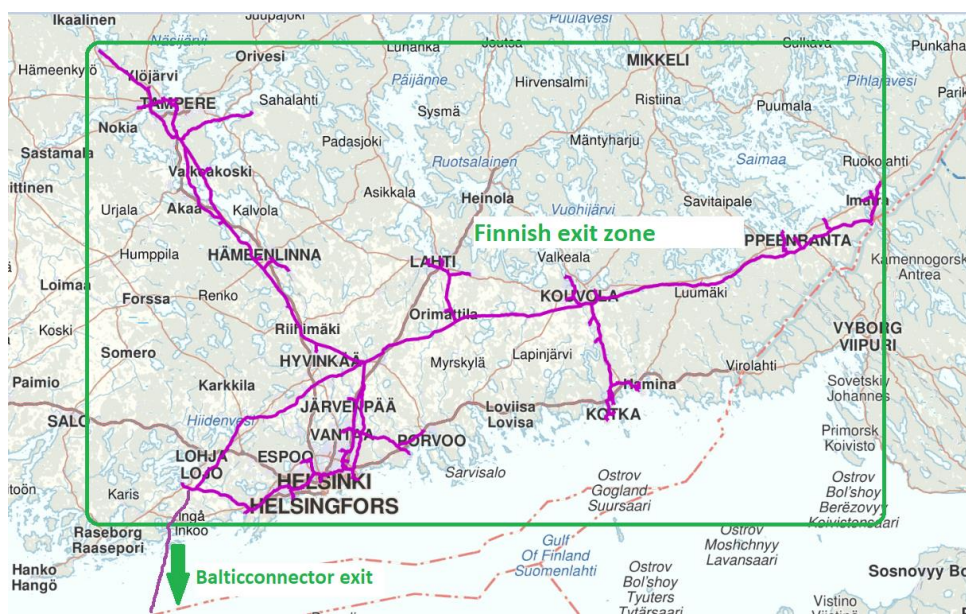 Ikaalinen
Juupajoki
Luhanka
Joutsa
Puulavesi
Sulkava
Punkaha
Näsijärvi
Orivesi
MIKKELI
Hämeenkylö
Ylöjärvi
Päijänne
Hirvensalmi
Pihlajavesi
Parik
TAMPERE
Sahalahti
Sysmä
Ristiina
Puumala
Nokia
Padasjoki
Mäntyharju
Sastamala
Ruotsalainen
Saimaa
Ruokolahti
ittinen
Valkeakoski
Asikkala
Heinola
Vuohijärvi
Savitaipale
Imatra
Urjala
Akaa
Kalvola
Finnish exit zone
PPEENRANTA
Humppila
HÄMEENLINNA
LAHTI
Valkeala
Kamennogorsk
Antrea
Loimaa
Forssa
Renko
KOUVOLA
Luumäki
Koski
Riihimäki
Orimattila
VYBORG
VIIPURI
Somero
HYVINKÄÄ
Myrskylä
Lapinjärvi
Virolahti
Paimio
Karkkila
Hamina
Sovetskiy
Johannes
SALO
Hiidenvesi
JÄRVENPÄÄ
Loviisa
Lovisa
KOTKA
VANTAA
PORVOO
Primorsk
Koivisto
LOHJA
LOJO
ESPOO
Sarvisalo
Ostrov
Gogland
Suursaari
Ostrov
Bol'shoy
Berëzovy
Koivistonsaari
itoön
Karis
HELSINKI
HELSINGFORS
Ingå
Inkoo
Raseborg
Raasepori
Ostrov
Moshchnyy
Lavansaari
Gulf
Of Finland
Suomenlahti
Hanko
Hangö
Balticconnector exit
Ostrov
Bol'shoy
Tyuters
Tytärsaari
Sosnovyy Bo
Vistino